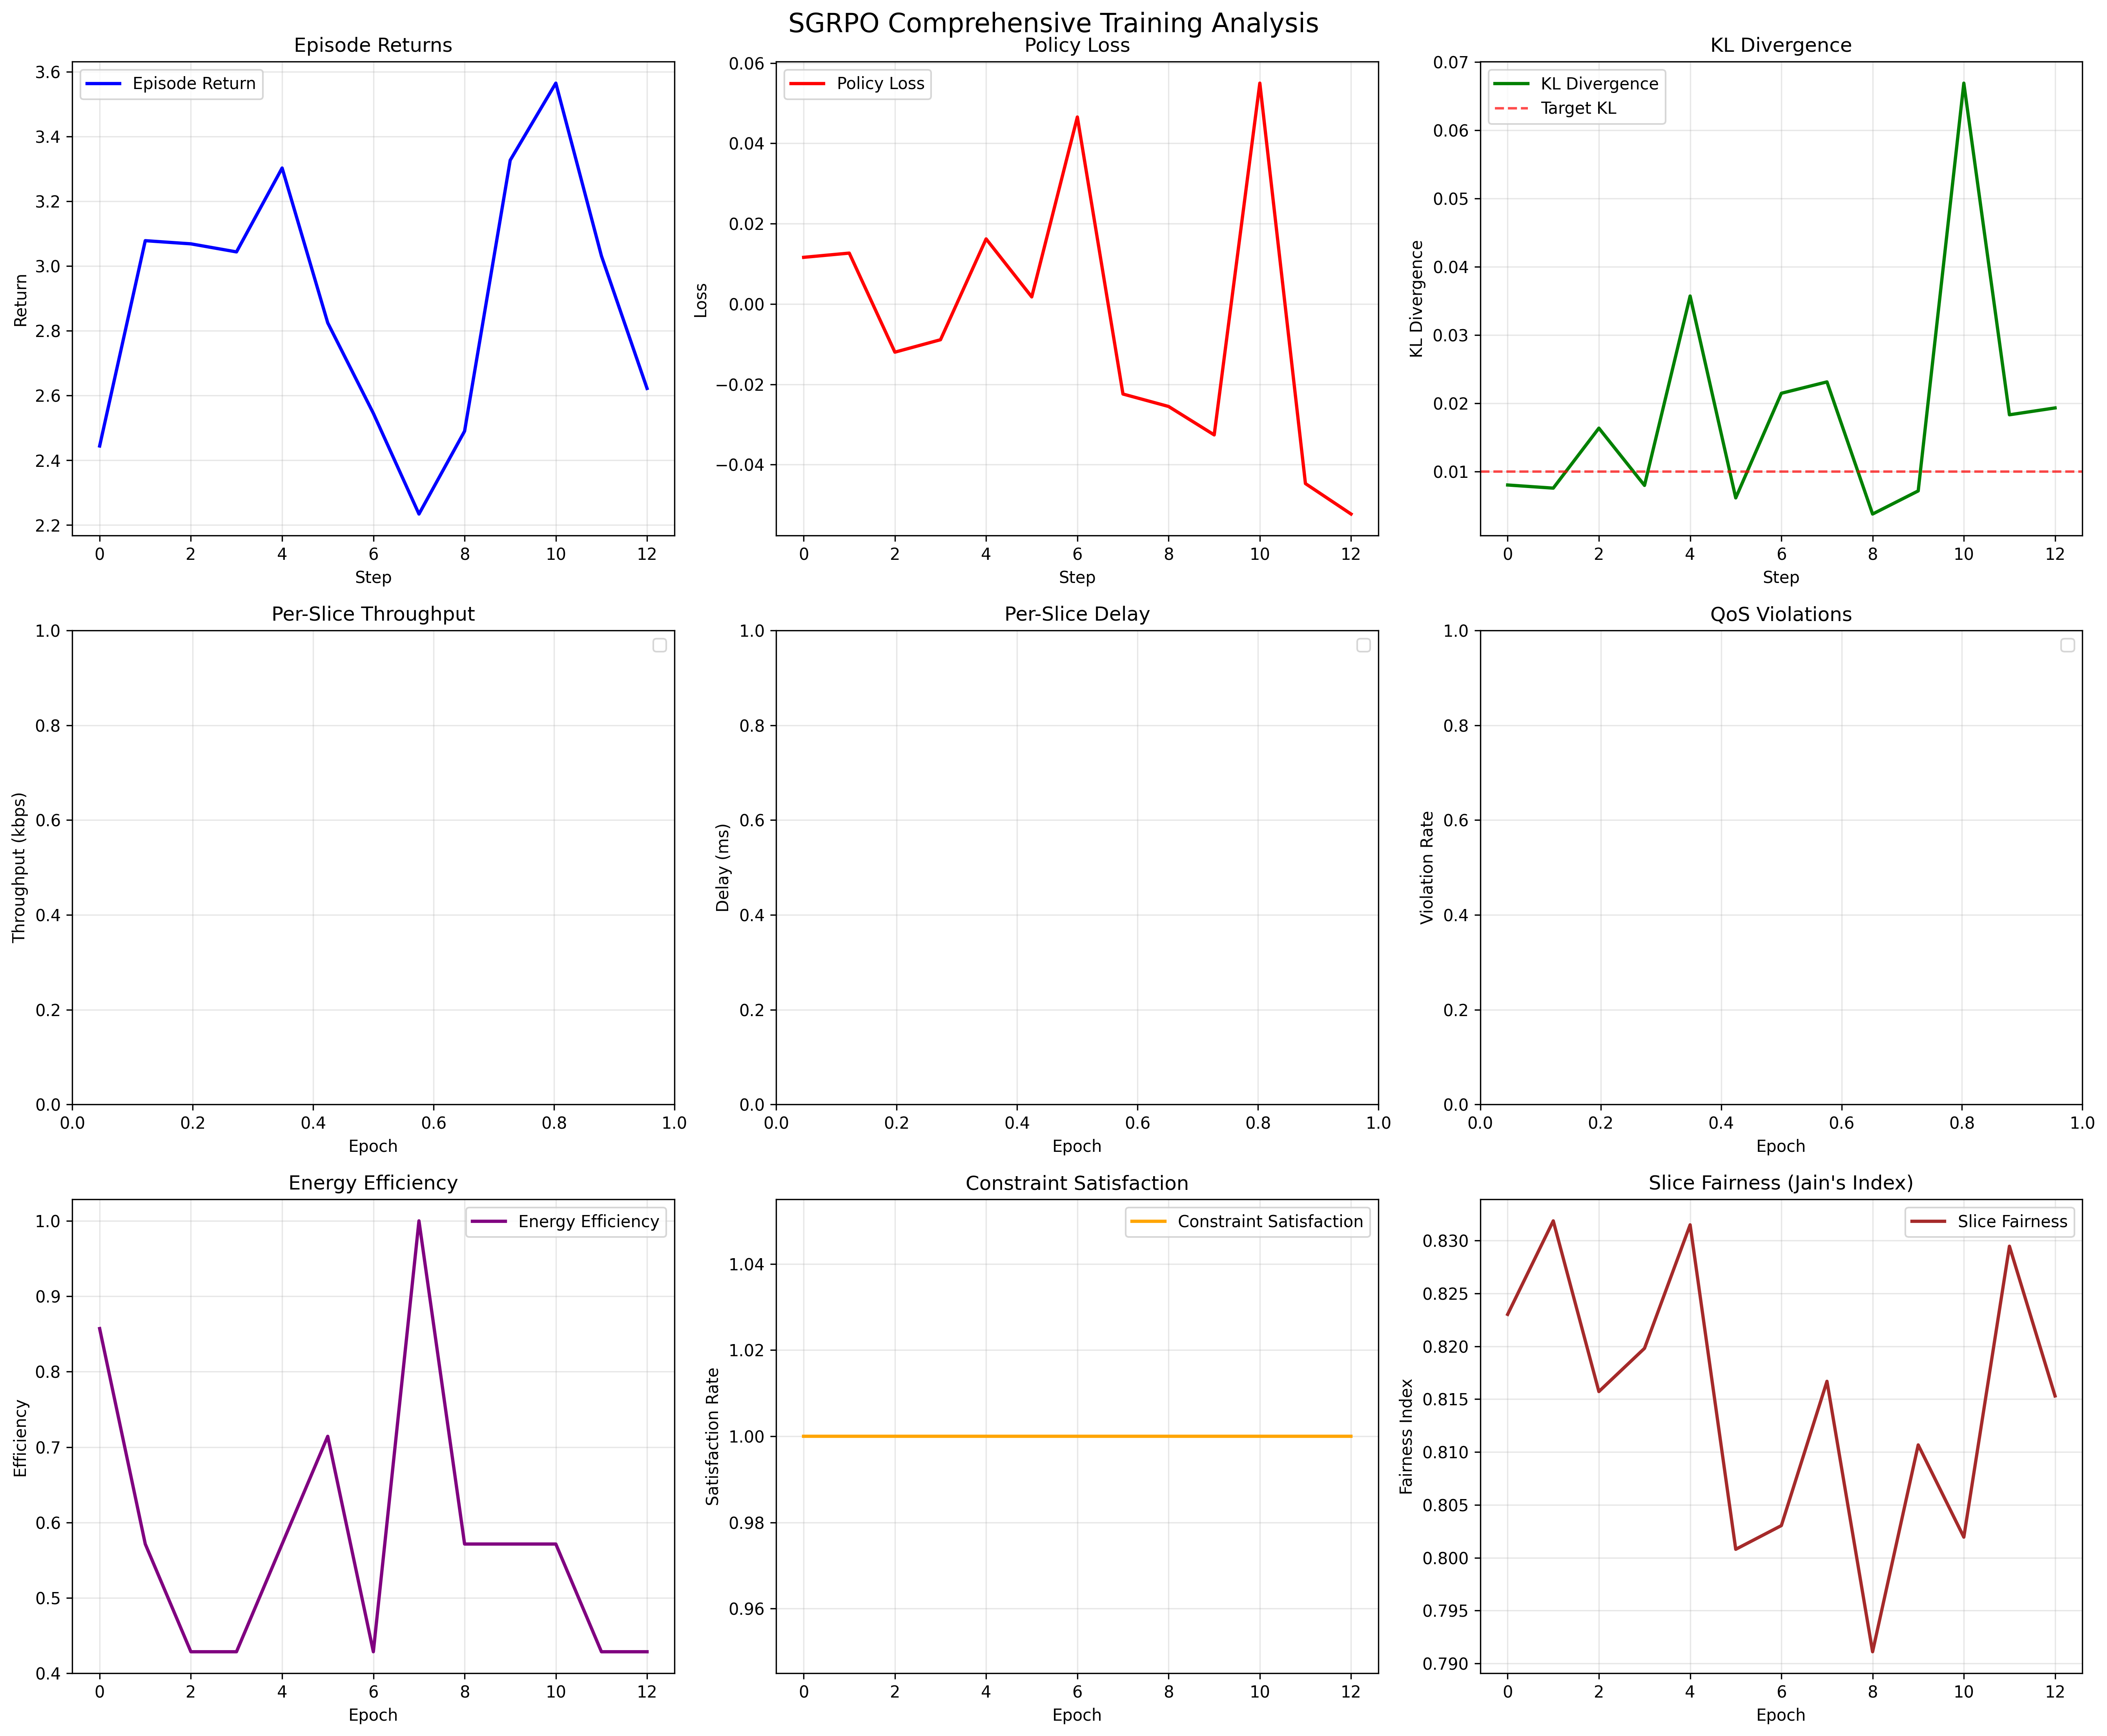 SGRPO Comprehensive Training Analysis
Episode Returns
Episode Return
Return
3.6
3.4
3.2
3.0
2.8
2.6
2.4
2.2
0 2 4 6 8 10 12
Step
Policy Loss
Policy Loss
Loss
0.06
0.04
0.02
0.00
−0.02
−0.04
0 2 4 6 8 10 12
Step
KL Divergence
KL Divergence
Target KL
KL Divergence
0.07
0.06
0.05
0.04
0.03
0.02
0.01
0 2 4 6 8 10 12
Step
Per-Slice Throughput
Throughput (kbps)
1.0
0.8
0.6
0.4
0.2
0.0
0.0 0.2 0.4 0.6 0.8 1.0
Epoch
Per-Slice Delay
Delay (ms)
1.0
0.8
0.6
0.4
0.2
0.0
0.0 0.2 0.4 0.6 0.8 1.0
Epoch
QoS Violations
Violation Rate
1.0
0.8
0.6
0.4
0.2
0.0
0.0 0.2 0.4 0.6 0.8 1.0
Epoch
Energy Efficiency
Energy Efficiency
Efficiency
1.0
0.9
0.8
0.7
0.6
0.5
0.4
0 2 4 6 8 10 12
Epoch
Constraint Satisfaction
Constraint Satisfaction
Satisfaction Rate
1.04
1.02
1.00
0.98
0.96
0 2 4 6 8 10 12
Epoch
Slice Fairness (Jain's Index)
Slice Fairness
Fairness Index
0.830
0.825
0.820
0.815
0.810
0.805
0.800
0.795
0.790
0 2 4 6 8 10 12
Epoch